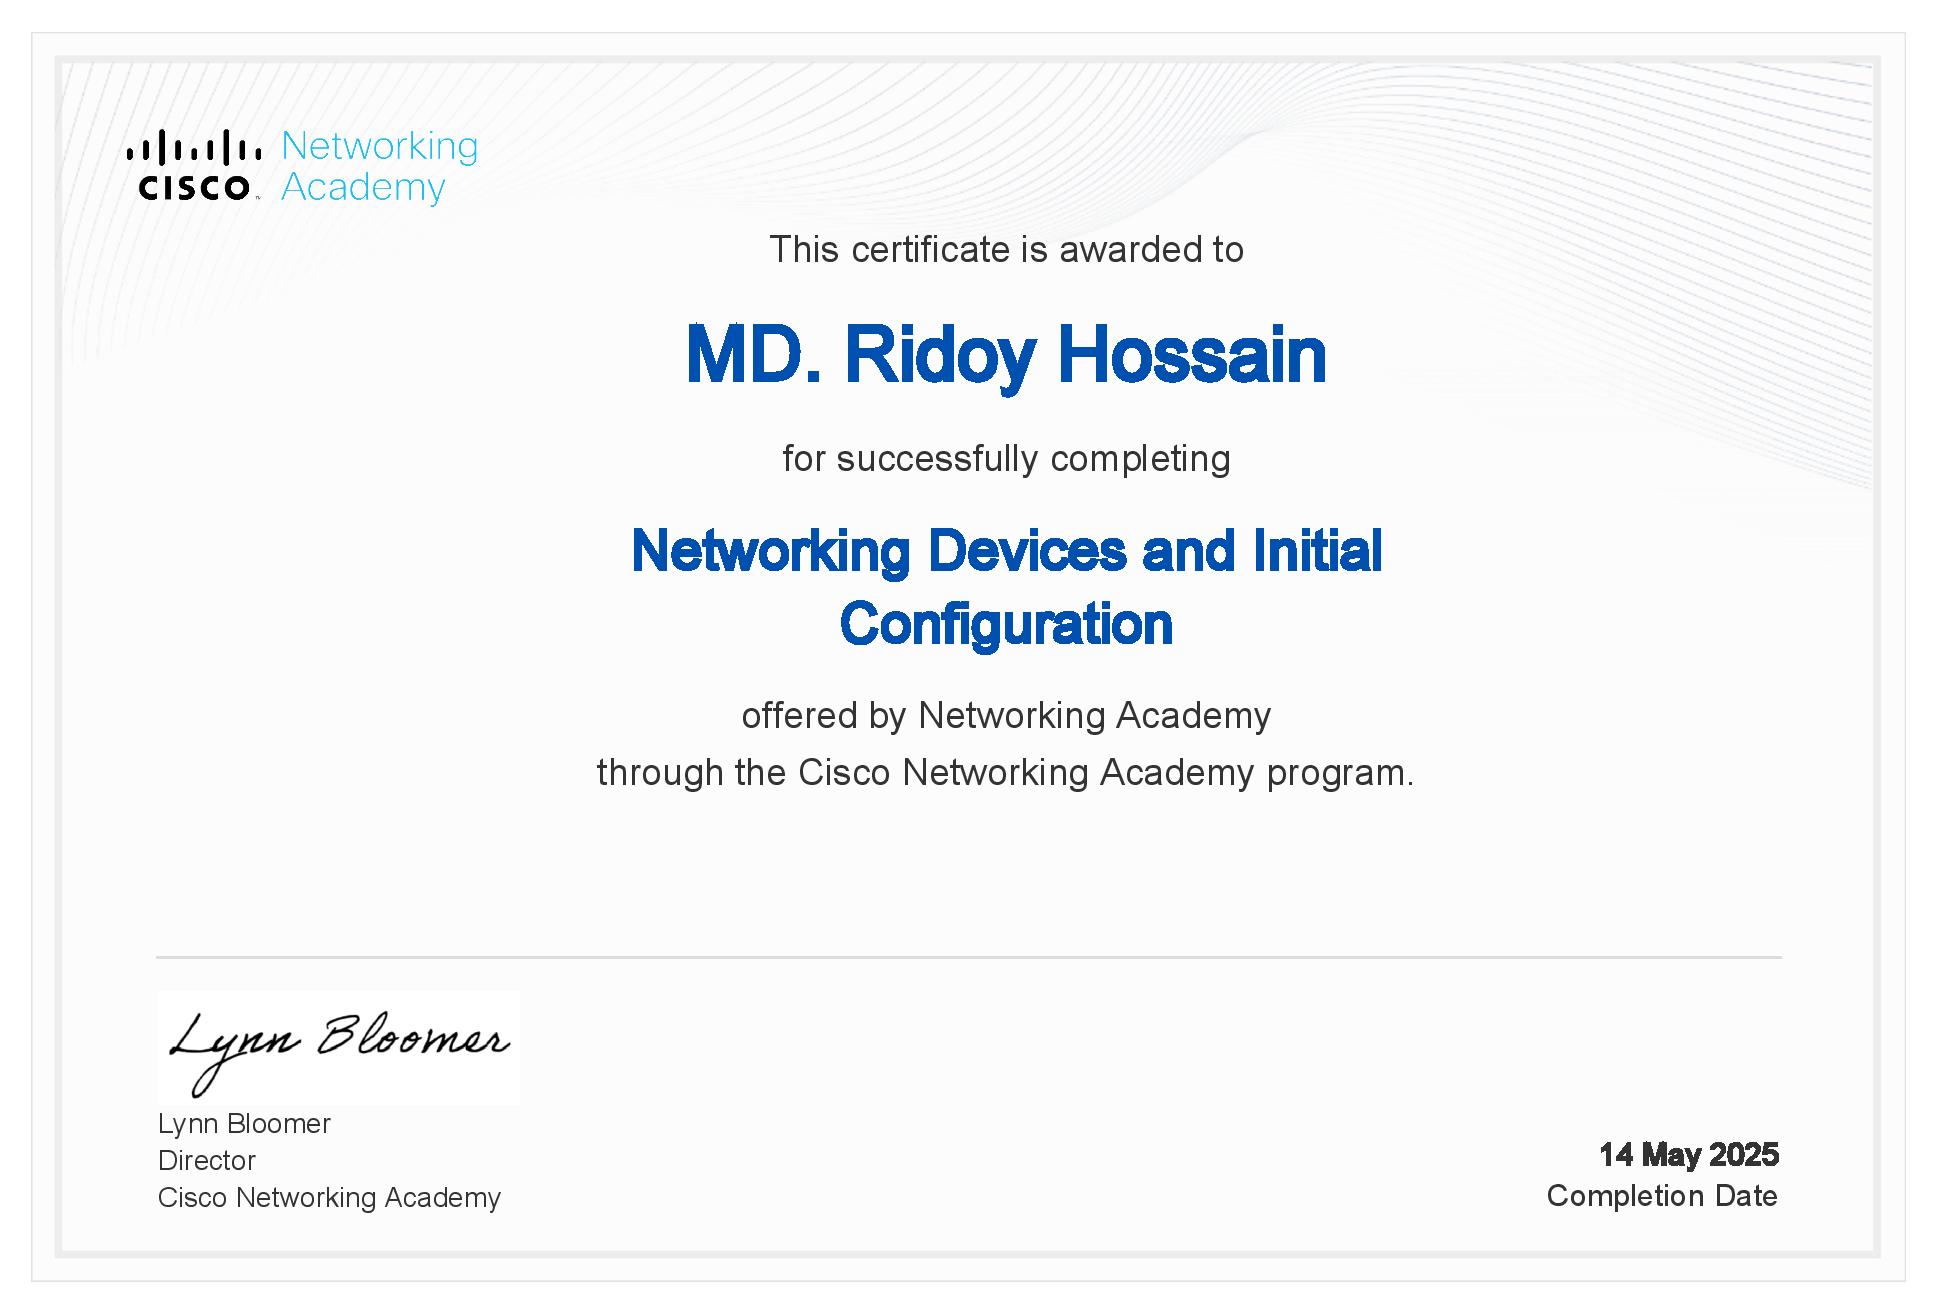 Networking
CISCO™ Academy
This certificate is awarded to
MD. Ridoy Hossain
for successfully completing
Networking Devices and Initial
Configuration
offered by Networking Academy
through the Cisco Networking Academy program.
Lynn Bloomer
Lynn Bloomer
Director
Cisco Networking Academy
14 May 2025
Completion Date